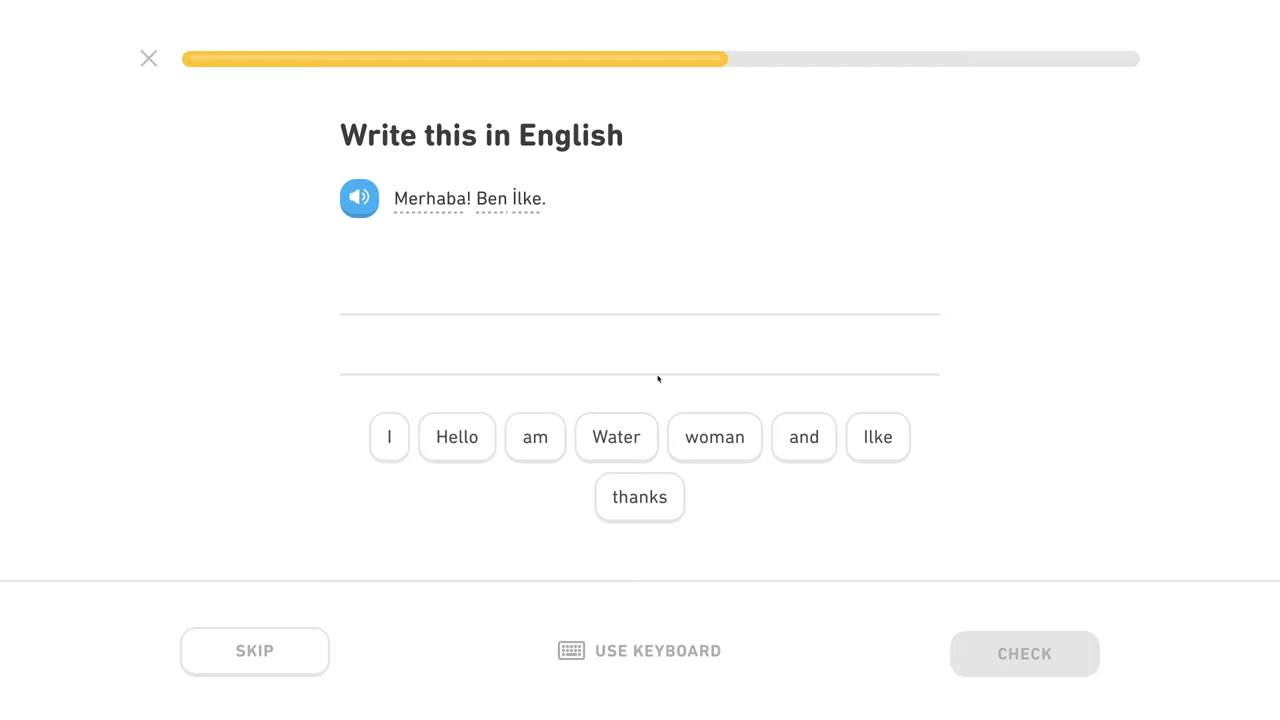 Write this in English
Merhaba! Ben İlke.
I Hello am Water woman and Ilke
thanks
SKIP USE KEYBOARD CHECK